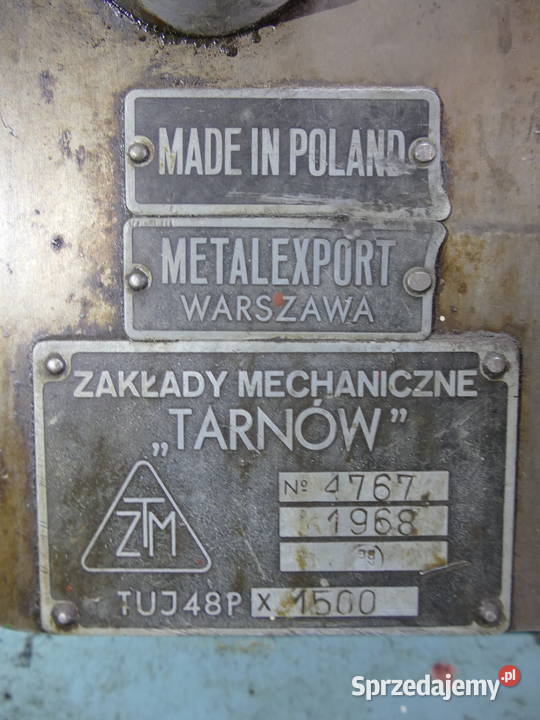 MADE IN POLAND
METALEXPORT
WARSZAWA
ZAKŁADY MECHANICZNE
„TARNÓW”
ZTM
Nº 4767
1968
TUJ48P X 1500
Sprzedajemy.pl